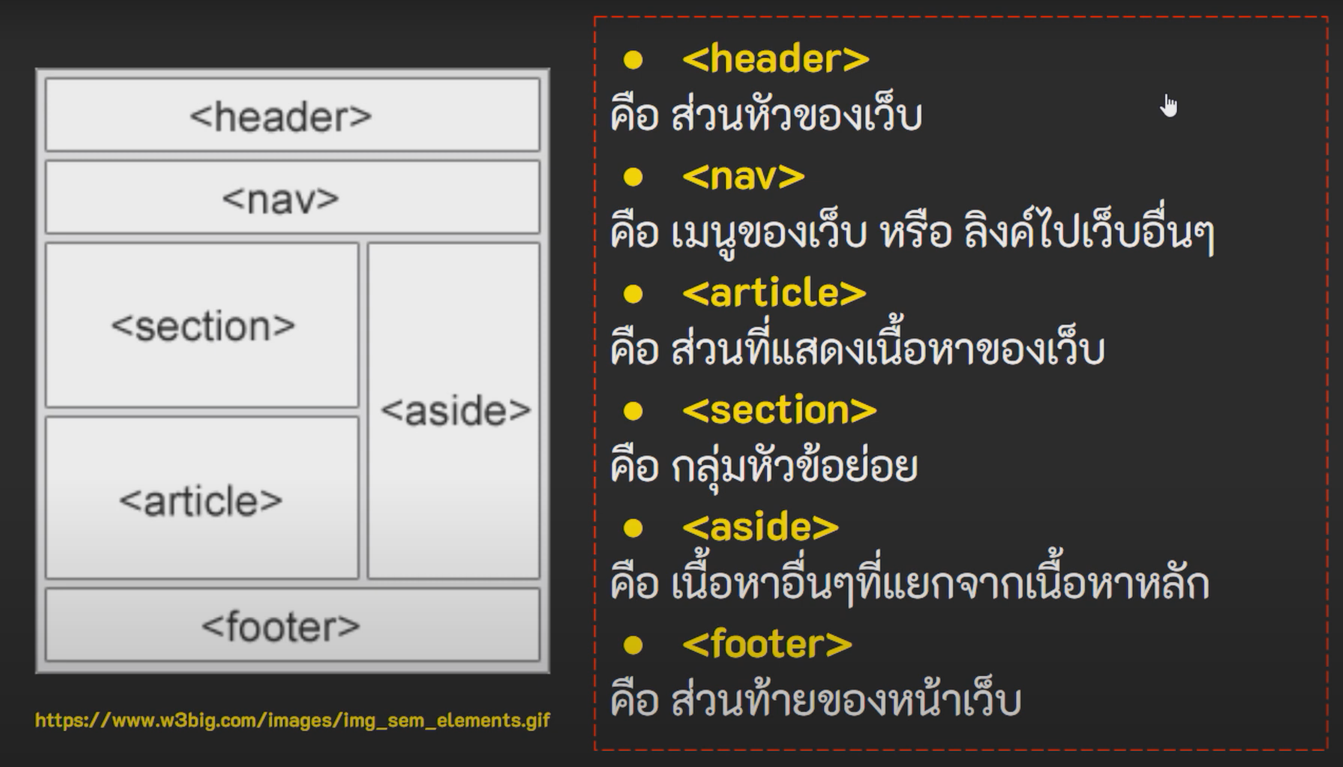 <header>
<nav>
<section>
<aside>
<article>
<footer>
https://www.w3big.com/images/img_sem_elements.gif
● <header>
คือ ส่วนหัวของเว็บ
● <nav>
คือ เมนูของเว็บ หรือ ลิงค์ไปเว็บอื่นๆ
● <article>
คือ ส่วนที่แสดงเนื้อหาของเว็บ
● <section>
คือ กลุ่มหัวข้อย่อย
● <aside>
คือ เนื้อหาอื่นๆที่แยกจากเนื้อหาหลัก
● <footer>
คือ ส่วนท้ายของหน้าเว็บ